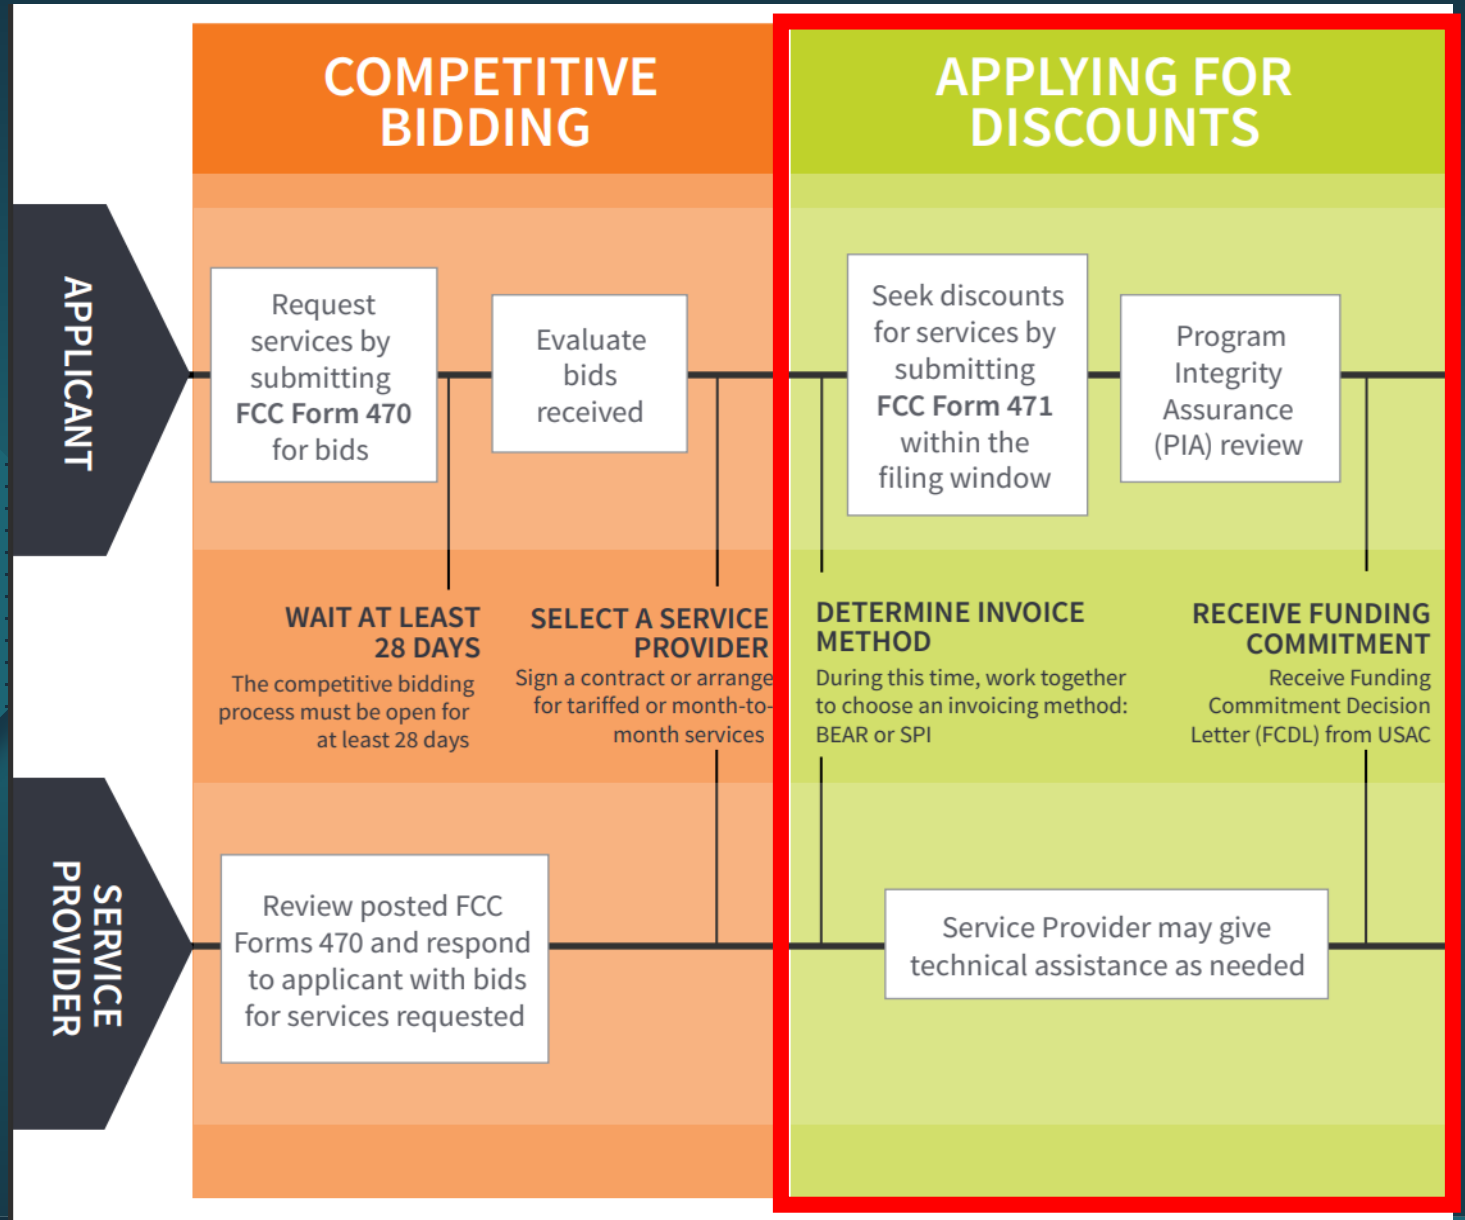 COMPETITIVE
BIDDING
APPLYING FOR
DISCOUNTS
APPLICANT
Request
services by
submitting
FCC Form 470
for bids
Evaluate
bids
received
Seek discounts
for services by
submitting
FCC Form 471
within the
filing window
Program
Integrity
Assurance
(PIA) review
WAIT AT LEAST
28 DAYS
The competitive bidding
process must be open for
at least 28 days
SELECT A SERVICE
PROVIDER
Sign a contract or arrange
for tariffed or month-to-
month services
DETERMINE INVOICE
METHOD
During this time, work together
to choose an invoicing method:
BEAR or SPI
RECEIVE FUNDING
COMMITMENT
Receive Funding
Commitment Decision
Letter (FCDL) from USAC
SERVICE
PROVIDER
Review posted FCC
Forms 470 and respond
to applicant with bids
for services requested
Service Provider may give
technical assistance as needed